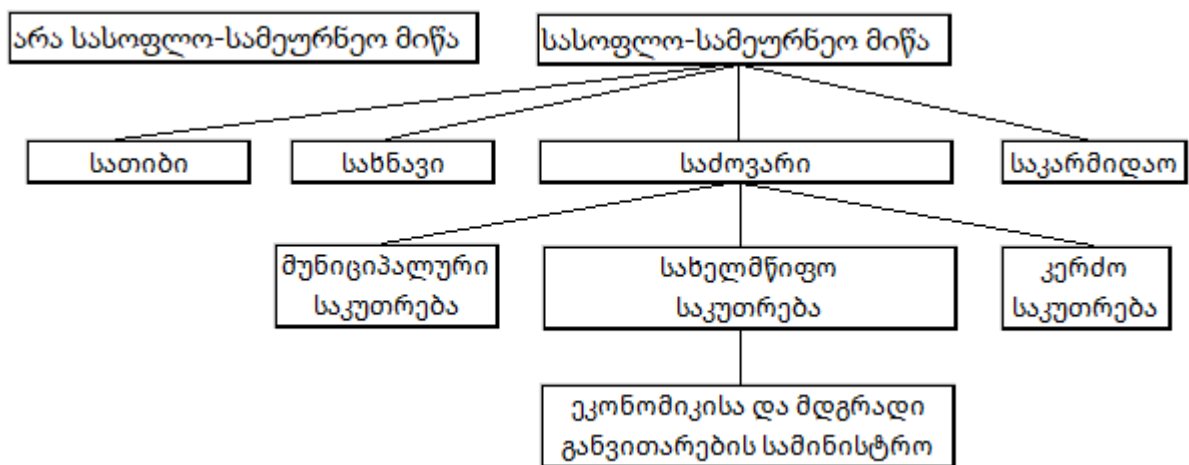 არა სასოფლო-სამეურნეო მიწა
სასოფლო-სამეურნეო მიწა
სათიბი
სახნავი
საძოვარი
საკარმიდაო
მუნიციპალური
საკუთრება
სახელმწიფო
საკუთრება
კერძო
საკუთრება
ეკონომიკისა და მდგრადი
განვითარების სამინისტრო